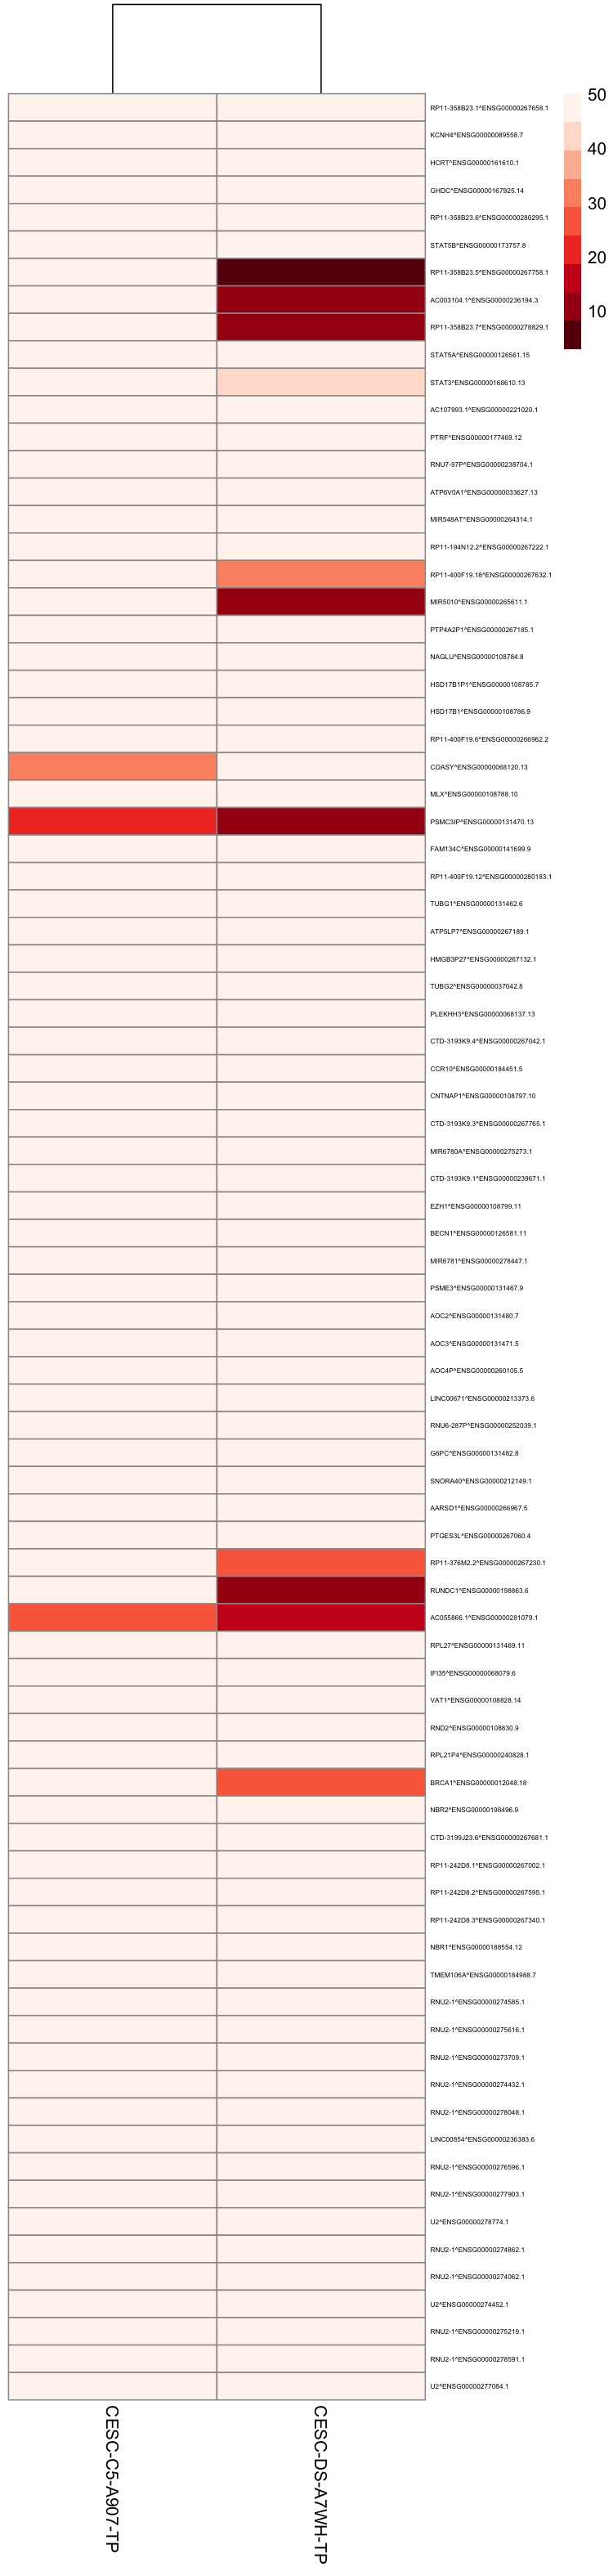 50
40
30
20
10
RP11-358B23.1^ENSG00000267658.1
KCNH4^ENSG00000089558.7
HCRT^ENSG00000161610.1
GHDC^ENSG00000167925.14
RP11-358B23.6^ENSG00000280295.1
STAT5B^ENSG00000173757.8
RP11-358B23.5^ENSG00000267758.1
AC003104.1^ENSG00000236194.3
RP11-358B23.7^ENSG00000278829.1
STAT5A^ENSG00000126561.15
STAT3^ENSG00000168610.13
AC107993.1^ENSG00000221020.1
PTRF^ENSG00000177469.12
RNU7-97P^ENSG00000238704.1
ATP6V0A1^ENSG00000033627.13
MIR548AT^ENSG00000264314.1
RP11-194N12.2^ENSG00000267222.1
RP11-400F19.18^ENSG00000267632.1
MIR5010^ENSG00000265611.1
PTP4A2P1^ENSG00000267185.1
NAGLU^ENSG00000108784.8
HSD17B1P1^ENSG00000108785.7
HSD17B1^ENSG00000108786.9
RP11-400F19.6^ENSG00000266962.2
COASY^ENSG00000068120.13
MLX^ENSG00000108788.10
PSMC3IP^ENSG00000131470.13
FAM134C^ENSG00000141699.9
RP11-400F19.12^ENSG00000280183.1
TUBG1^ENSG00000131462.6
ATP5LP7^ENSG00000267189.1
HMGB3P27^ENSG00000267132.1
TUBG2^ENSG00000037042.8
PLEKHH3^ENSG00000068137.13
CTD-3193K9.4^ENSG00000267042.1
CCR10^ENSG00000184451.5
CNTNAP1^ENSG00000108797.10
CTD-3193K9.3^ENSG00000267765.1
MIR6780A^ENSG00000275273.1
CTD-3193K9.1^ENSG00000239671.1
EZH1^ENSG00000108799.11
BECN1^ENSG00000126581.11
MIR6781^ENSG00000278447.1
PSME3^ENSG00000131467.9
AOC2^ENSG00000131480.7
AOC3^ENSG00000131471.5
AOC4P^ENSG00000260105.5
LINC00671^ENSG00000213373.6
RNU6-287P^ENSG00000252039.1
G6PC^ENSG00000131482.8
SNORA40^ENSG00000212149.1
AARSD1^ENSG00000266967.5
PTGES3L^ENSG00000267060.4
RP11-376M2.2^ENSG00000267230.1
RUNDC1^ENSG00000198863.6
AC055866.1^ENSG00000281079.1
RPL27^ENSG00000131469.11
IFI35^ENSG00000068079.6
VAT1^ENSG00000108828.14
RND2^ENSG00000108830.9
RPL21P4^ENSG00000240828.1
BRCA1^ENSG00000012048.18
NBR2^ENSG00000198496.9
CTD-3199J23.6^ENSG00000267681.1
RP11-242D8.1^ENSG00000267002.1
RP11-242D8.2^ENSG00000267595.1
RP11-242D8.3^ENSG00000267340.1
NBR1^ENSG00000188554.12
TMEM106A^ENSG00000184988.7
RNU2-1^ENSG00000274585.1
RNU2-1^ENSG00000275616.1
RNU2-1^ENSG00000273709.1
RNU2-1^ENSG00000274432.1
RNU2-1^ENSG00000278048.1
LINC00854^ENSG00000236383.6
RNU2-1^ENSG00000276596.1
RNU2-1^ENSG00000277903.1
U2^ENSG00000278774.1
RNU2-1^ENSG00000274862.1
RNU2-1^ENSG00000274062.1
U2^ENSG00000274452.1
RNU2-1^ENSG00000275219.1
RNU2-1^ENSG00000278591.1
U2^ENSG00000277084.1
CESC-C5-A907-TP
CESC-DS-A7WH-TP